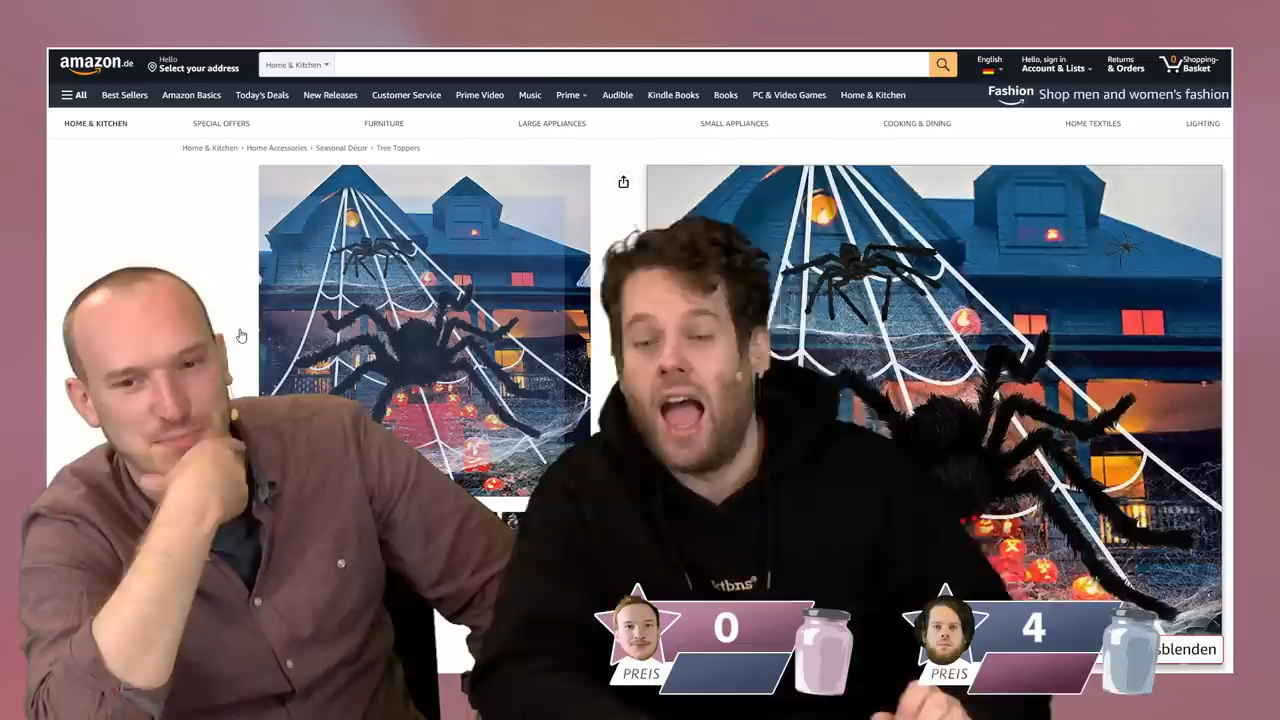 amazon.de
Hello
Select your address
Home & Kitchen
English
Hello, sign in
Account & Lists
Returns
& Orders
0
Shopping-
Basket
All
Best Sellers
Amazon Basics
Today's Deals
New Releases
Customer Service
Prime Video
Music
Prime
Audible
Kindle Books
Books
PC & Video Games
Home & Kitchen
Fashion
Shop men and women's fashion
HOME & KITCHEN
SPECIAL OFFERS
FURNITURE
LARGE APPLIANCES
SMALL APPLIANCES
COOKING & DINING
HOME TEXTILES
LIGHTING
Home & Kitchen › Home Accessories › Seasonal Décor › Tree Toppers
ktbns
0
PREIS
4
PREIS
sblenden